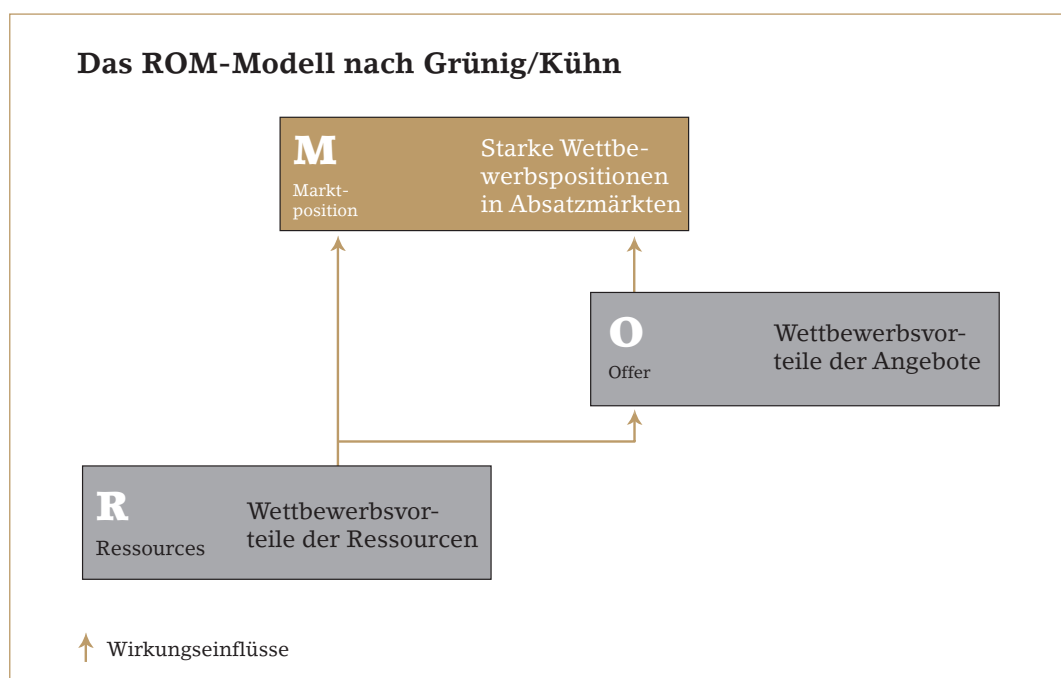 Das ROM-Modell nach Grünig/Kühn
M
Markt-
position
Starke Wettbe-
werbspositionen
in Absatzmärkten
O
Offer
Wettbewerbsvor-
teile der Angebote
R
Ressources
Wettbewerbsvor-
teile der Ressourcen
Wirkungseinflüsse